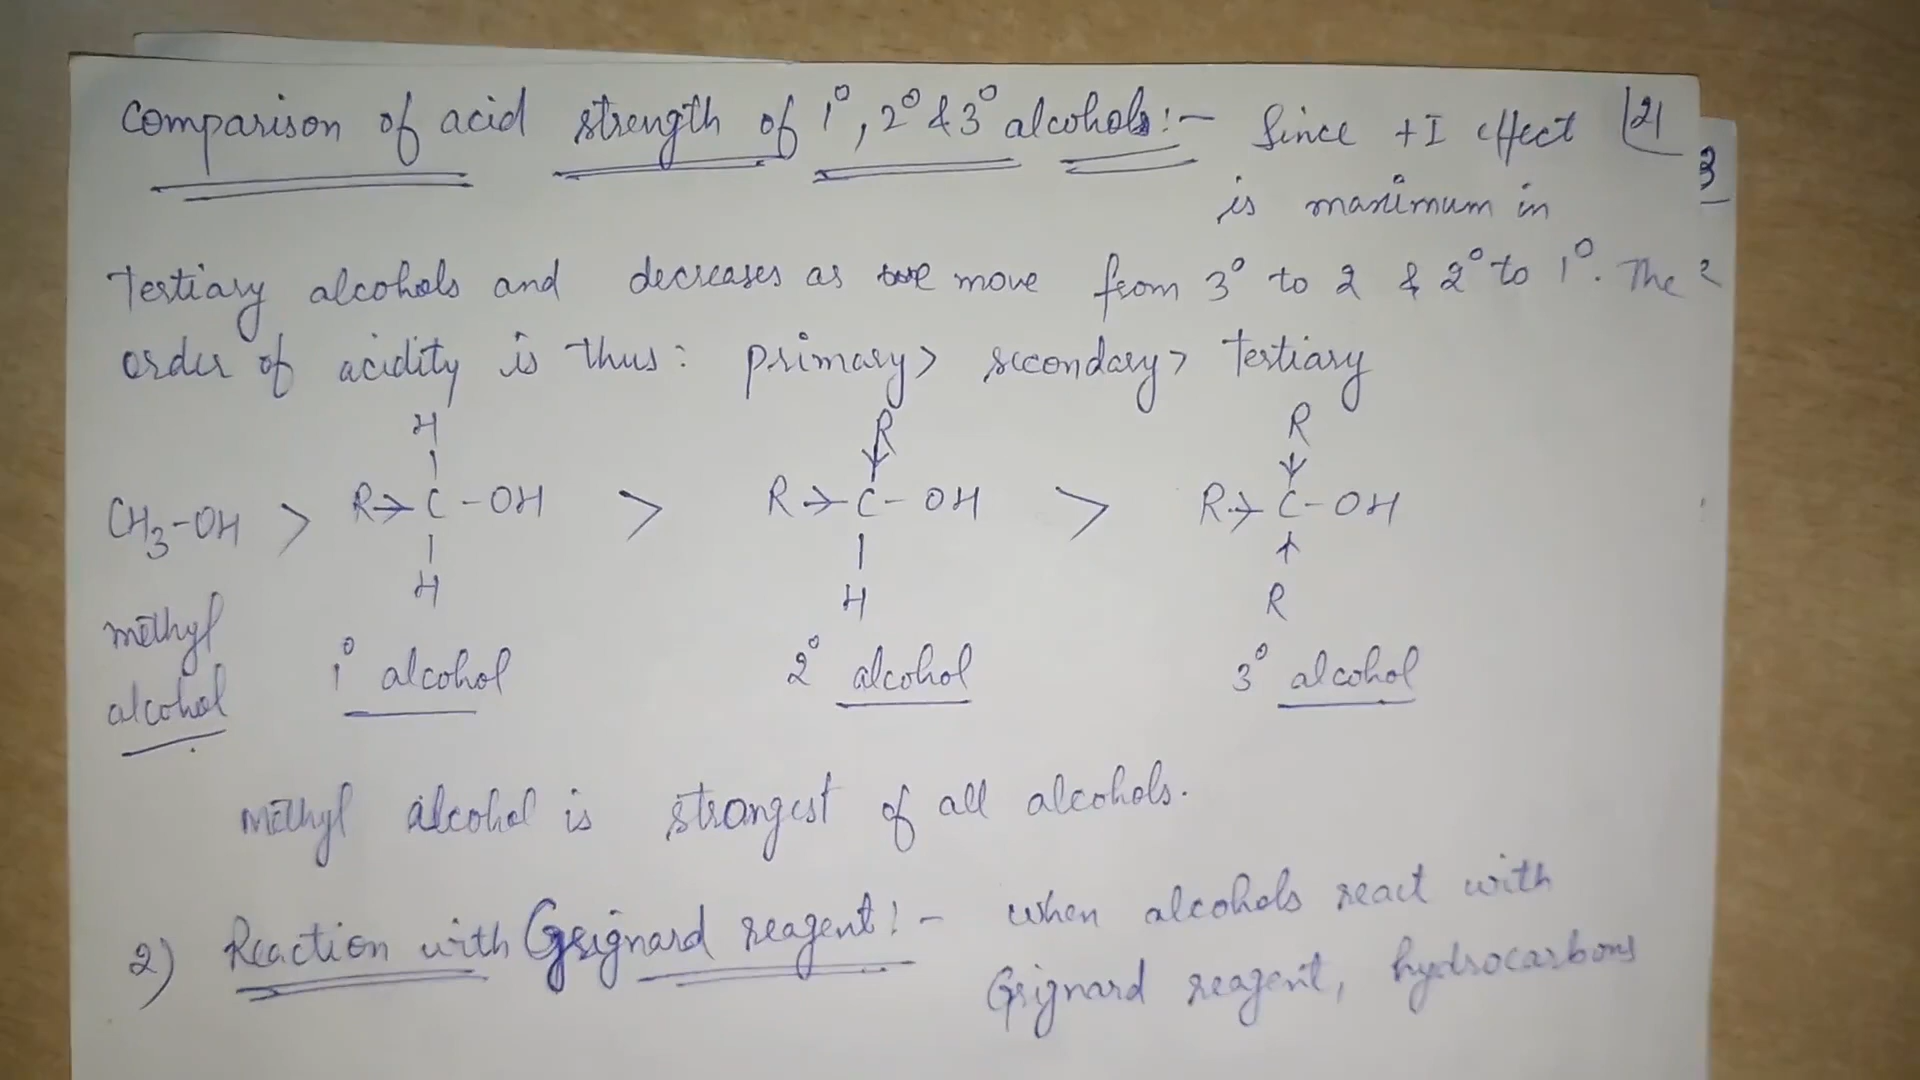 Comparison of acid strength of 1°, 2° & 3° alcohols:- Since +I effect
is maximum in
Tertiary alcohols and decreases as we move from 3° to 2 & 2° to 1°. The
order of acidity is thus: primary > secondary > Tertiary
H R R
CH3-OH > R→C-OH > R→C-OH > R→C-OH
H H R
methyl alcohol 1° alcohol 2° alcohol 3° alcohol
Methyl alcohol is strongest of all alcohols.
2) Reaction with Grignard reagent:- when alcohols react with
Grignard reagent, hydrocarbons
21
3